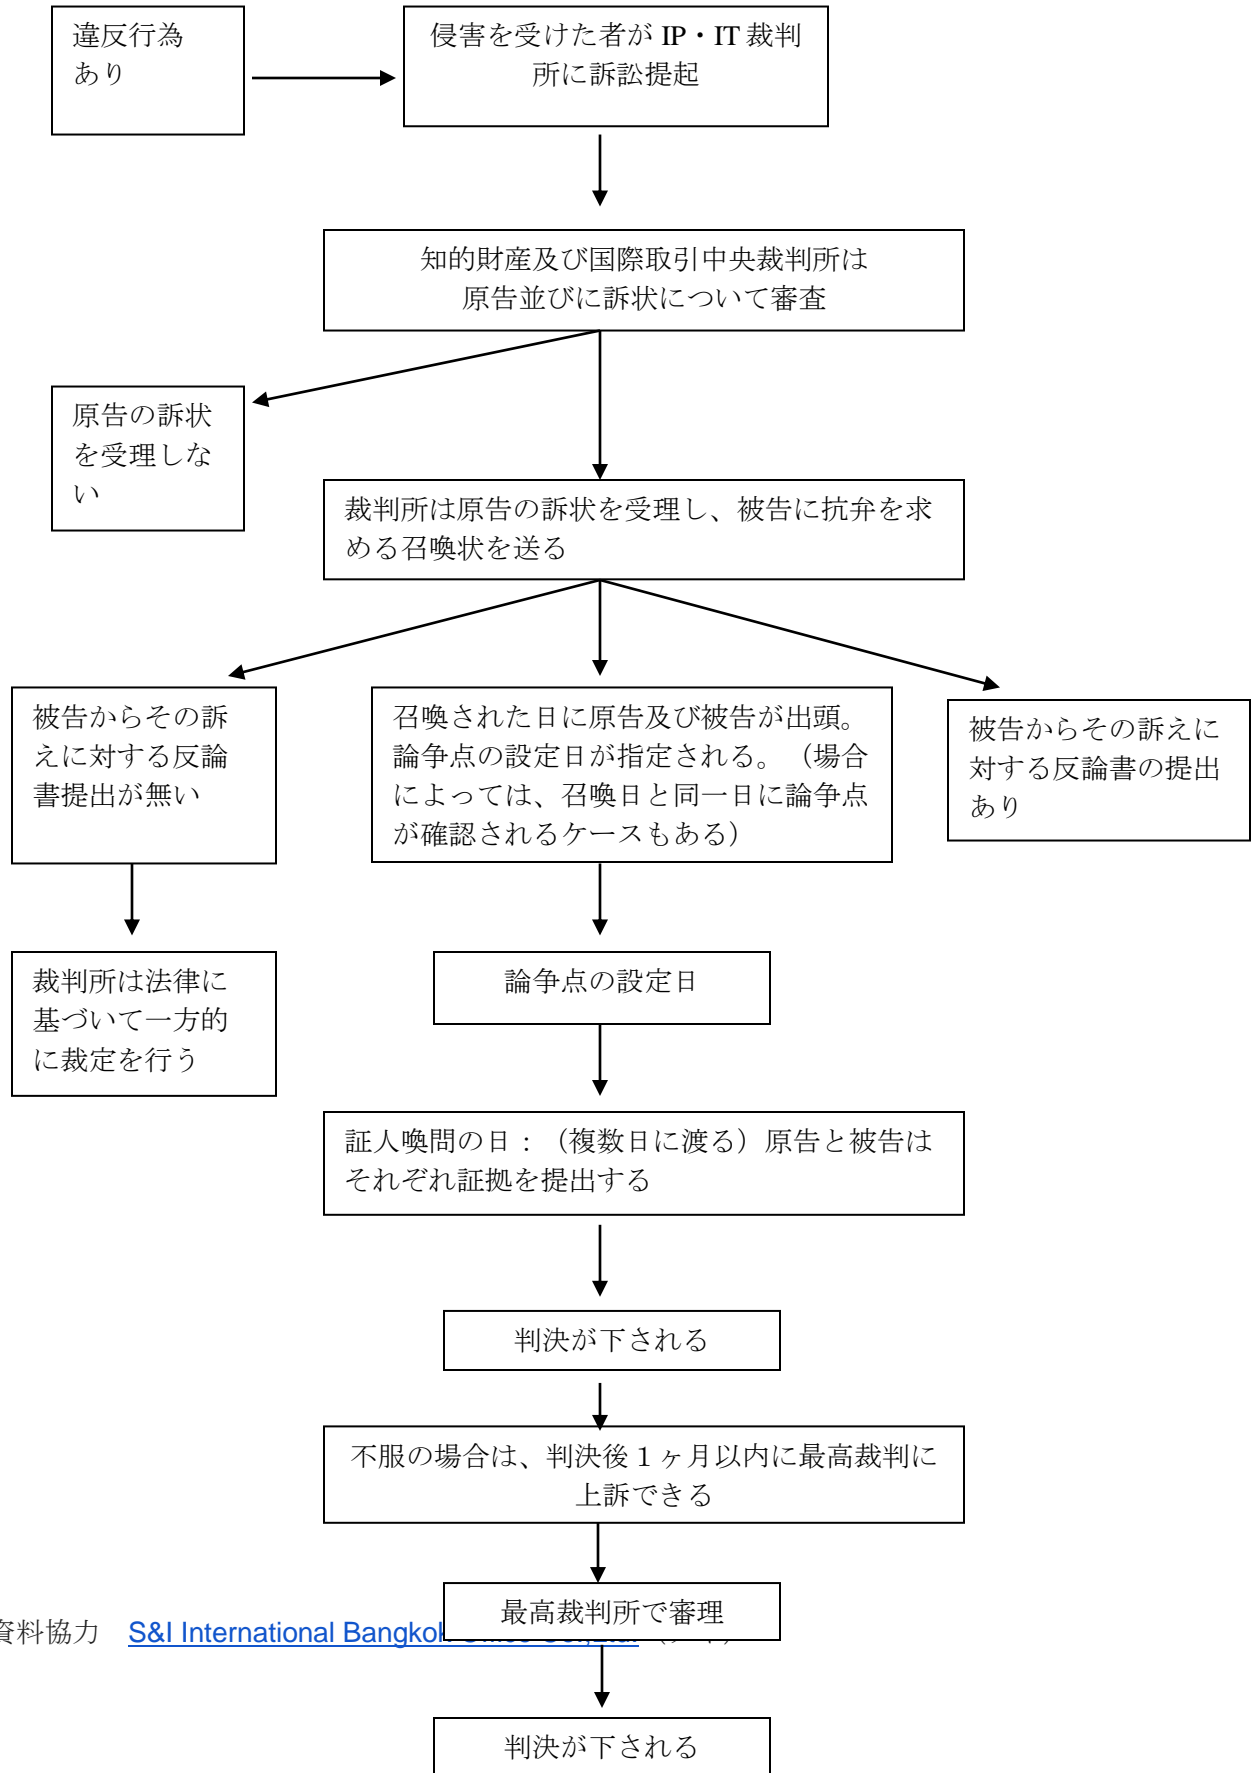 違反行為
あり
侵害を受けた者が IP・IT 裁判
所に訴訟提起
知的財産及び国際取引中央裁判所は
原告並びに訴状について審査
原告の訴状
を受理しな
い
裁判所は原告の訴状を受理し、被告に抗弁を求
める召喚状を送る
被告からその訴
えに対する反論
書提出が無い
召喚された日に原告及び被告が出頭。
論争点の設定日が指定される。（場合
によっては、召喚日と同一日に論争点
が確認されるケースもある）
被告からその訴えに
対する反論書の提出
あり
裁判所は法律に
基づいて一方的
に裁定を行う
論争点の設定日
証人喚問の日：（複数日に渡る）原告と被告は
それぞれ証拠を提出する
判決が下される
不服の場合は、判決後１ヶ月以内に最高裁判に
上訴できる
最高裁判所で審理
資料協力　S&I International Bangkok
判決が下される